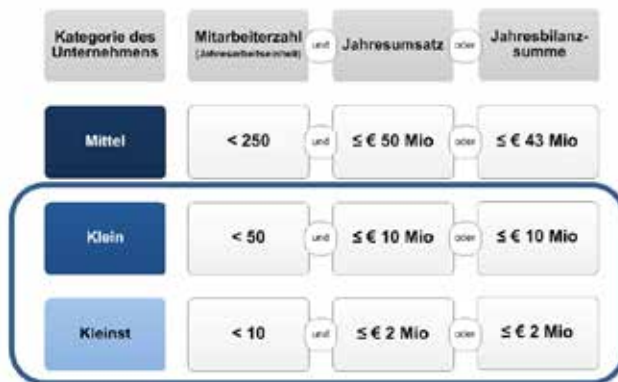 Kategorie des
Unternehmens
Mitarbeiterzahl
(Jahresarbeitseinheit)
und
Jahresumsatz
oder
Jahresbilanz-
summe
Mittel
< 250
und
≤ € 50 Mio
oder
≤ € 43 Mio
Klein
< 50
und
≤ € 10 Mio
oder
≤ € 10 Mio
Kleinst
< 10
und
≤ € 2 Mio
oder
≤ € 2 Mio